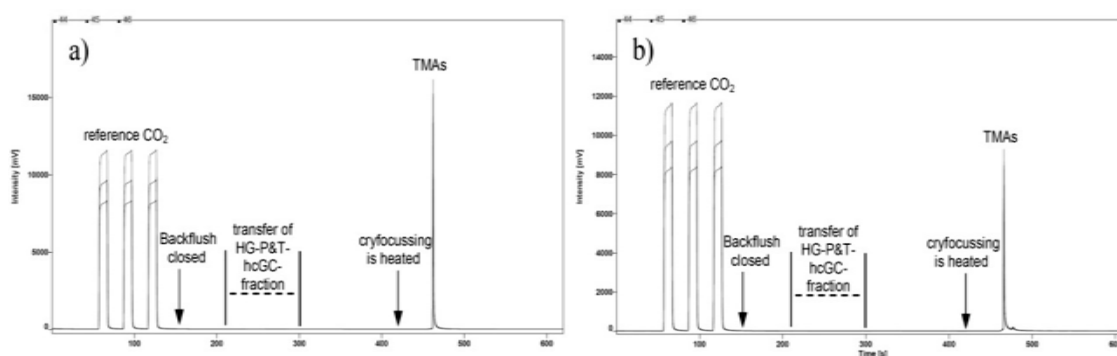 44 45 46
a)
TMAs
reference CO2
Backflush
closed
transfer of
HG-P&T-
hcGC-
fraction
cryfocussing
is heated
Intensity [mV]
15000
10000
5000
0
0 100 200 300 400 500 600
44 45 46
b)
reference CO2
TMAs
Backflush
closed
transfer of
HG-P&T-
hcGC-
fraction
cryfocussing
is heated
Intensity [mV]
14000
12000
10000
8000
6000
4000
2000
0
100 200 300 400 500 600
Time [s]